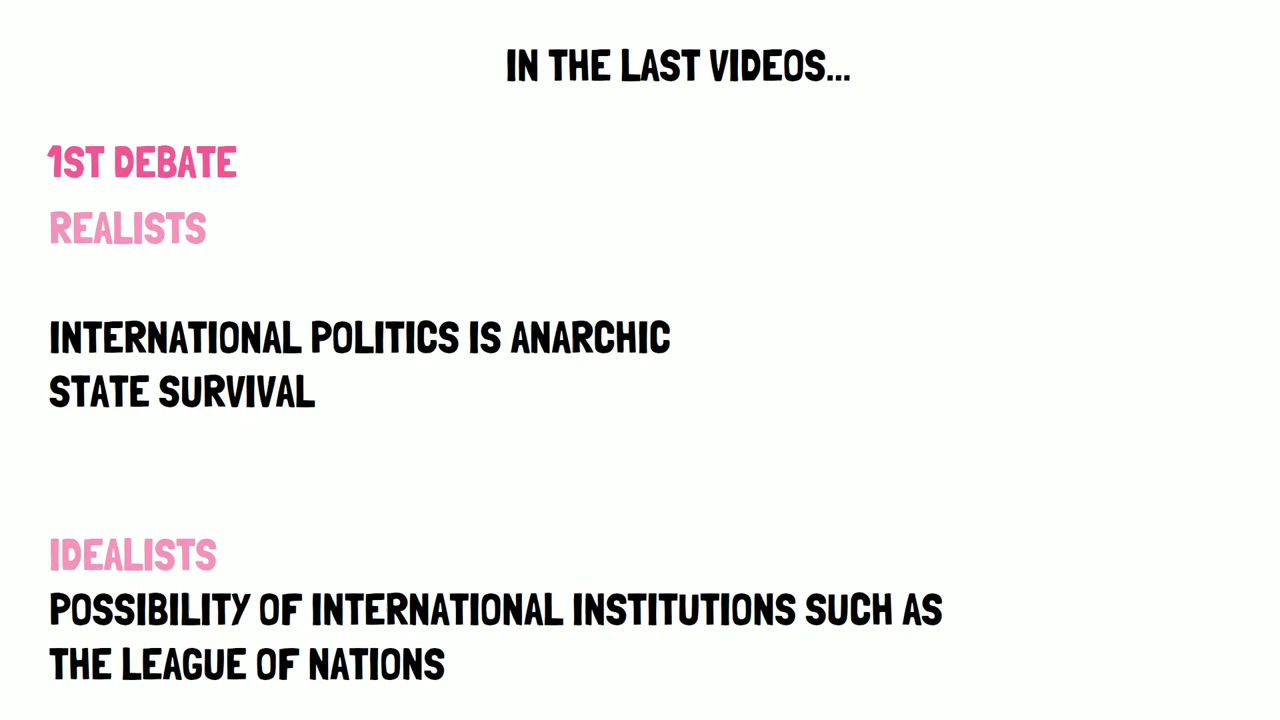 IN THE LAST VIDEOS...
1ST DEBATE
REALISTS
INTERNATIONAL POLITICS IS ANARCHIC
STATE SURVIVAL
IDEALISTS
POSSIBILITY OF INTERNATIONAL INSTITUTIONS SUCH AS
THE LEAGUE OF NATIONS